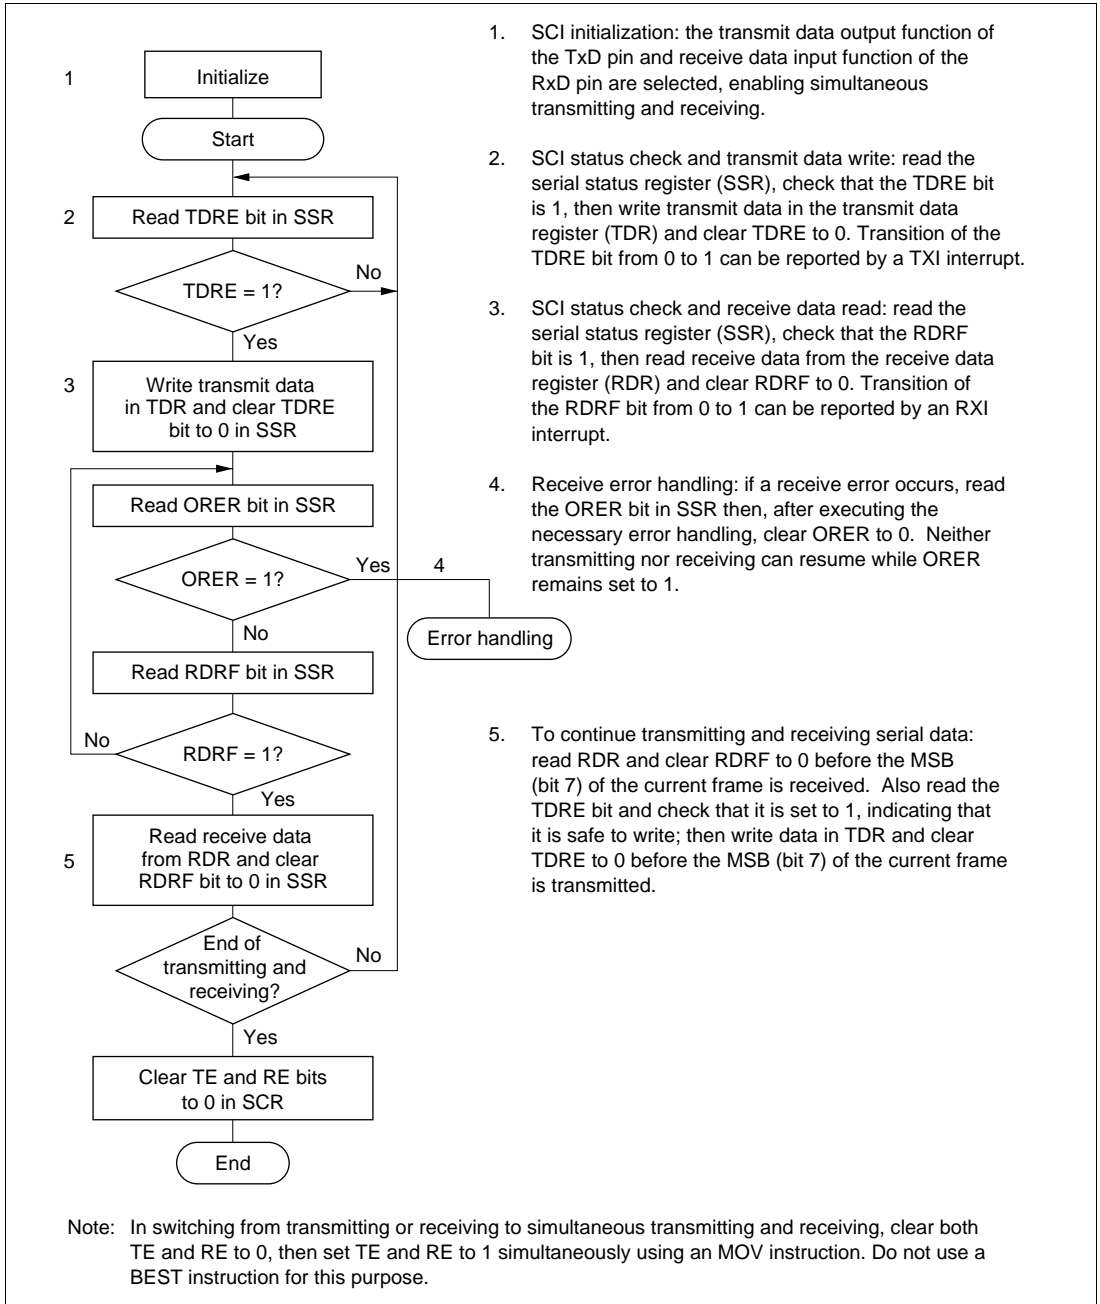 1
Initialize
Start
2
Read TDRE bit in SSR
TDRE = 1?
No
Yes
3
Write transmit data
in TDR and clear TDRE
bit to 0 in SSR
Read ORER bit in SSR
ORER = 1?
Yes
4
No
Error handling
Read RDRF bit in SSR
No
RDRF = 1?
Yes
5
Read receive data
from RDR and clear
RDRF bit to 0 in SSR
End of
transmitting and
receiving?
No
Yes
Clear TE and RE bits
to 0 in SCR
End
1. SCI initialization: the transmit data output function of
the TxD pin and receive data input function of the
RxD pin are selected, enabling simultaneous
transmitting and receiving.
2. SCI status check and transmit data write: read the
serial status register (SSR), check that the TDRE bit
is 1, then write transmit data in the transmit data
register (TDR) and clear TDRE to 0. Transition of the
TDRE bit from 0 to 1 can be reported by a TXI interrupt.
3. SCI status check and receive data read: read the
serial status register (SSR), check that the RDRF
bit is 1, then read receive data from the receive data
register (RDR) and clear RDRF to 0. Transition of
the RDRF bit from 0 to 1 can be reported by an RXI
interrupt.
4. Receive error handling: if a receive error occurs, read
the ORER bit in SSR then, after executing the
necessary error handling, clear ORER to 0. Neither
transmitting nor receiving can resume while ORER
remains set to 1.
5. To continue transmitting and receiving serial data:
read RDR and clear RDRF to 0 before the MSB
(bit 7) of the current frame is received. Also read the
TDRE bit and check that it is set to 1, indicating that
it is safe to write; then write data in TDR and clear
TDRE to 0 before the MSB (bit 7) of the current frame
is transmitted.
Note: In switching from transmitting or receiving to simultaneous transmitting and receiving, clear both
TE and RE to 0, then set TE and RE to 1 simultaneously using an MOV instruction. Do not use a
BEST instruction for this purpose.